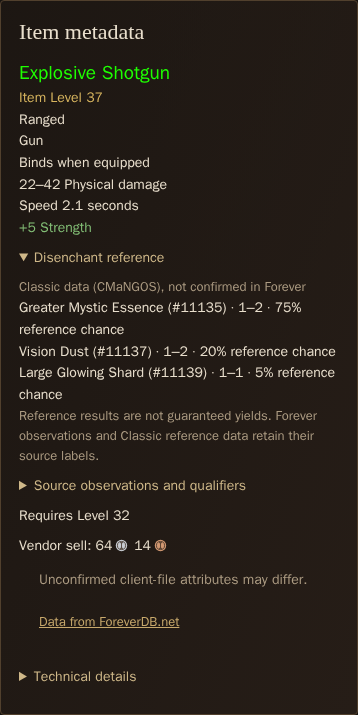 Item metadata
Explosive Shotgun
Item Level 37
Ranged
Gun
Binds when equipped
22–42 Physical damage
Speed 2.1 seconds
+5 Strength
▼ Disenchant reference
Classic data (CMaNGOS), not confirmed in Forever
Greater Mystic Essence (#11135) · 1–2 · 75%
reference chance
Vision Dust (#11137) · 1–2 · 20% reference chance
Large Glowing Shard (#11139) · 1–1 · 5% reference
chance
Reference results are not guaranteed yields. Forever
observations and Classic reference data retain their
source labels.
▶ Source observations and qualifiers
Requires Level 32
Vendor sell: 64 14
Unconfirmed client-file attributes may differ.
Data from ForeverDB.net
▶ Technical details